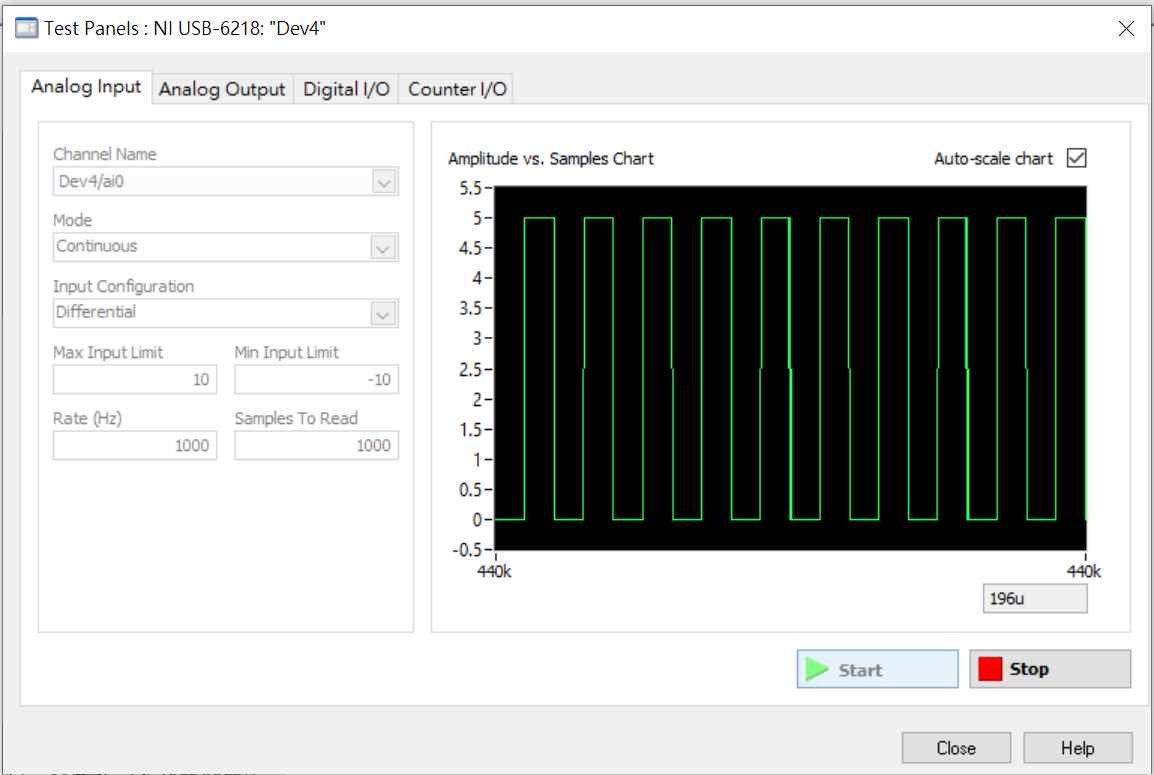 Test Panels : NI USB-6218: "Dev4"
Analog Input Analog Output Digital I/O Counter I/O
Channel Name
Dev4/ai0
Mode
Continuous
Input Configuration
Differential
Max Input Limit Min Input Limit
10 -10
Rate (Hz) Samples To Read
1000 1000
Amplitude vs. Samples Chart Auto-scale chart
5.5
5
4.5
4
3.5
3
2.5
2
1.5
1
0.5
0
-0.5
440k 440k
196u
Start Stop
Close Help